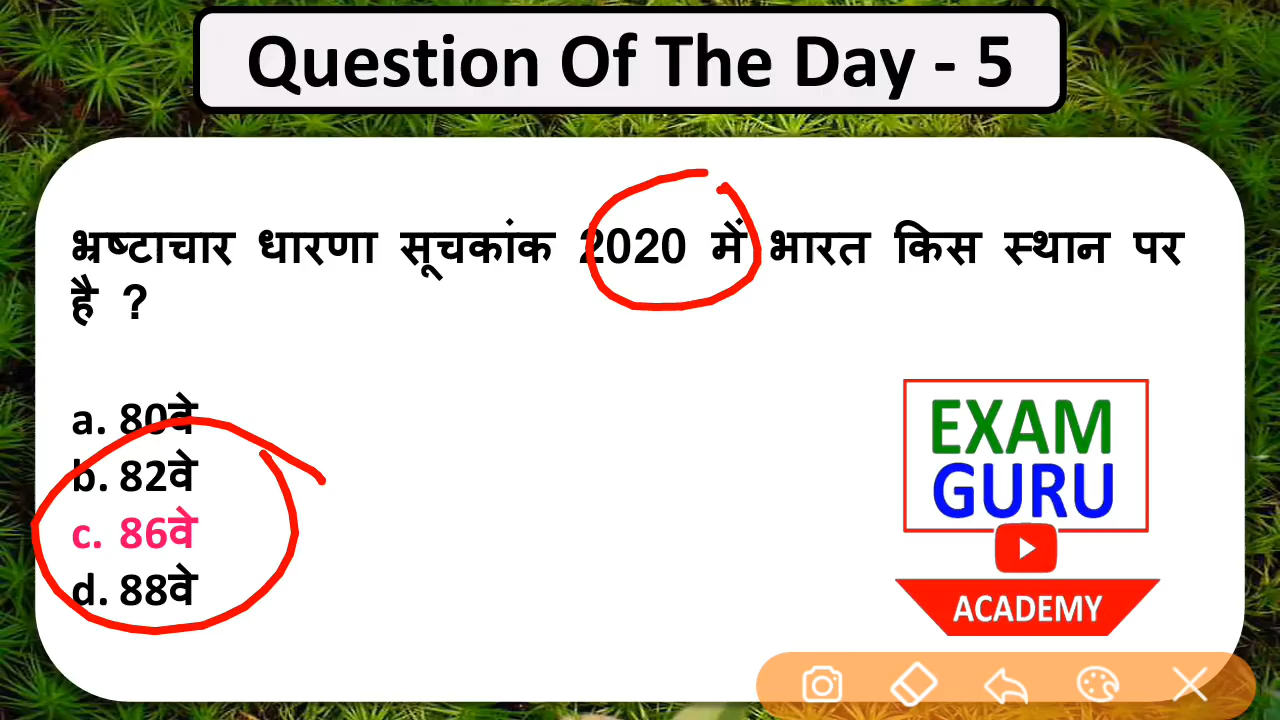 Question Of The Day - 5
भ्रष्टाचार धारणा सूचकांक 2020 में भारत किस स्थान पर
है ?
a. 80वे
b. 82वे
c. 86वे
d. 88वे
EXAM
GURU
ACADEMY